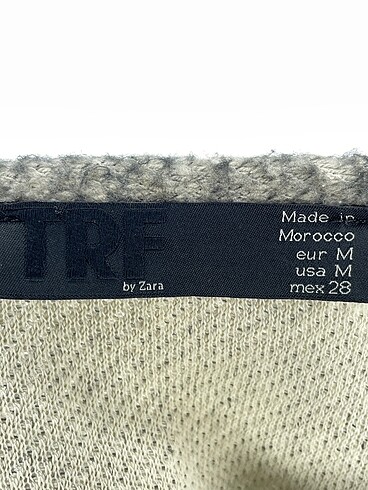 TRF
by Zara
Made in
Morocco
eur M
usa M
mex 28